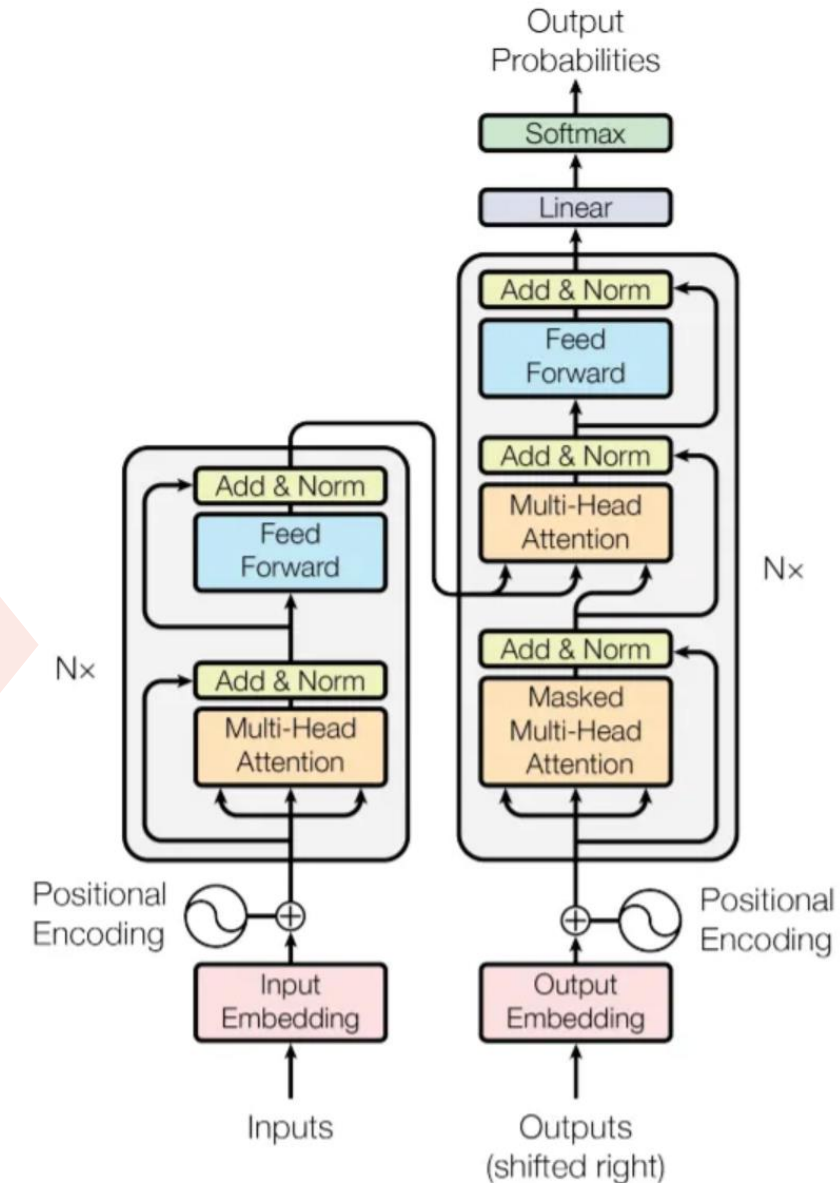 Output
Probabilities
Softmax
Linear
Add & Norm
Feed
Forward
Add & Norm
Multi-Head
Attention
Nx
Add & Norm
Masked
Multi-Head
Attention
Positional
Encoding
Output
Embedding
Outputs
(shifted right)
Add & Norm
Feed
Forward
Nx
Add & Norm
Multi-Head
Attention
Positional
Encoding
Input
Embedding
Inputs